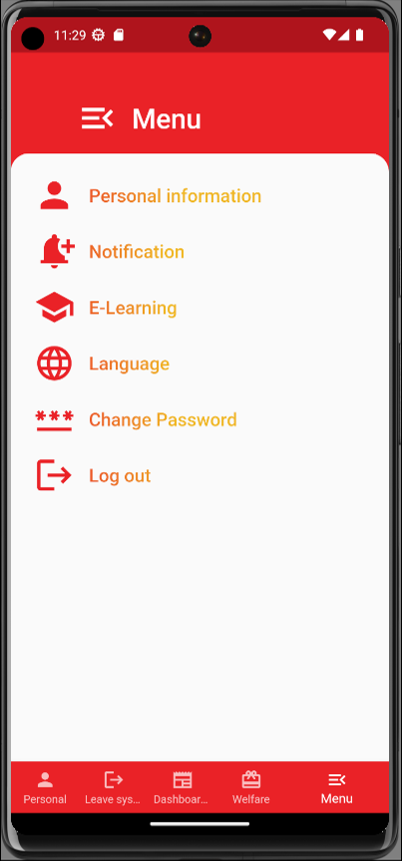 11:29
Menu
Personal information
Notification
E-Learning
Language
Change Password
Log out
Personal
Leave sys...
Dashboar...
Welfare
Menu